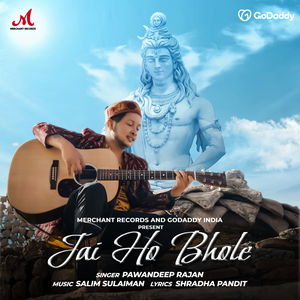 M
MERCHANT RECORDS
GoDaddy
MERCHANT RECORDS AND GODADDY INDIA
PRESENT
Jai Ho Bhole
SINGER PAWANDEEP RAJAN
MUSIC SALIM SULAIMAN LYRICS SHRADHA PANDIT